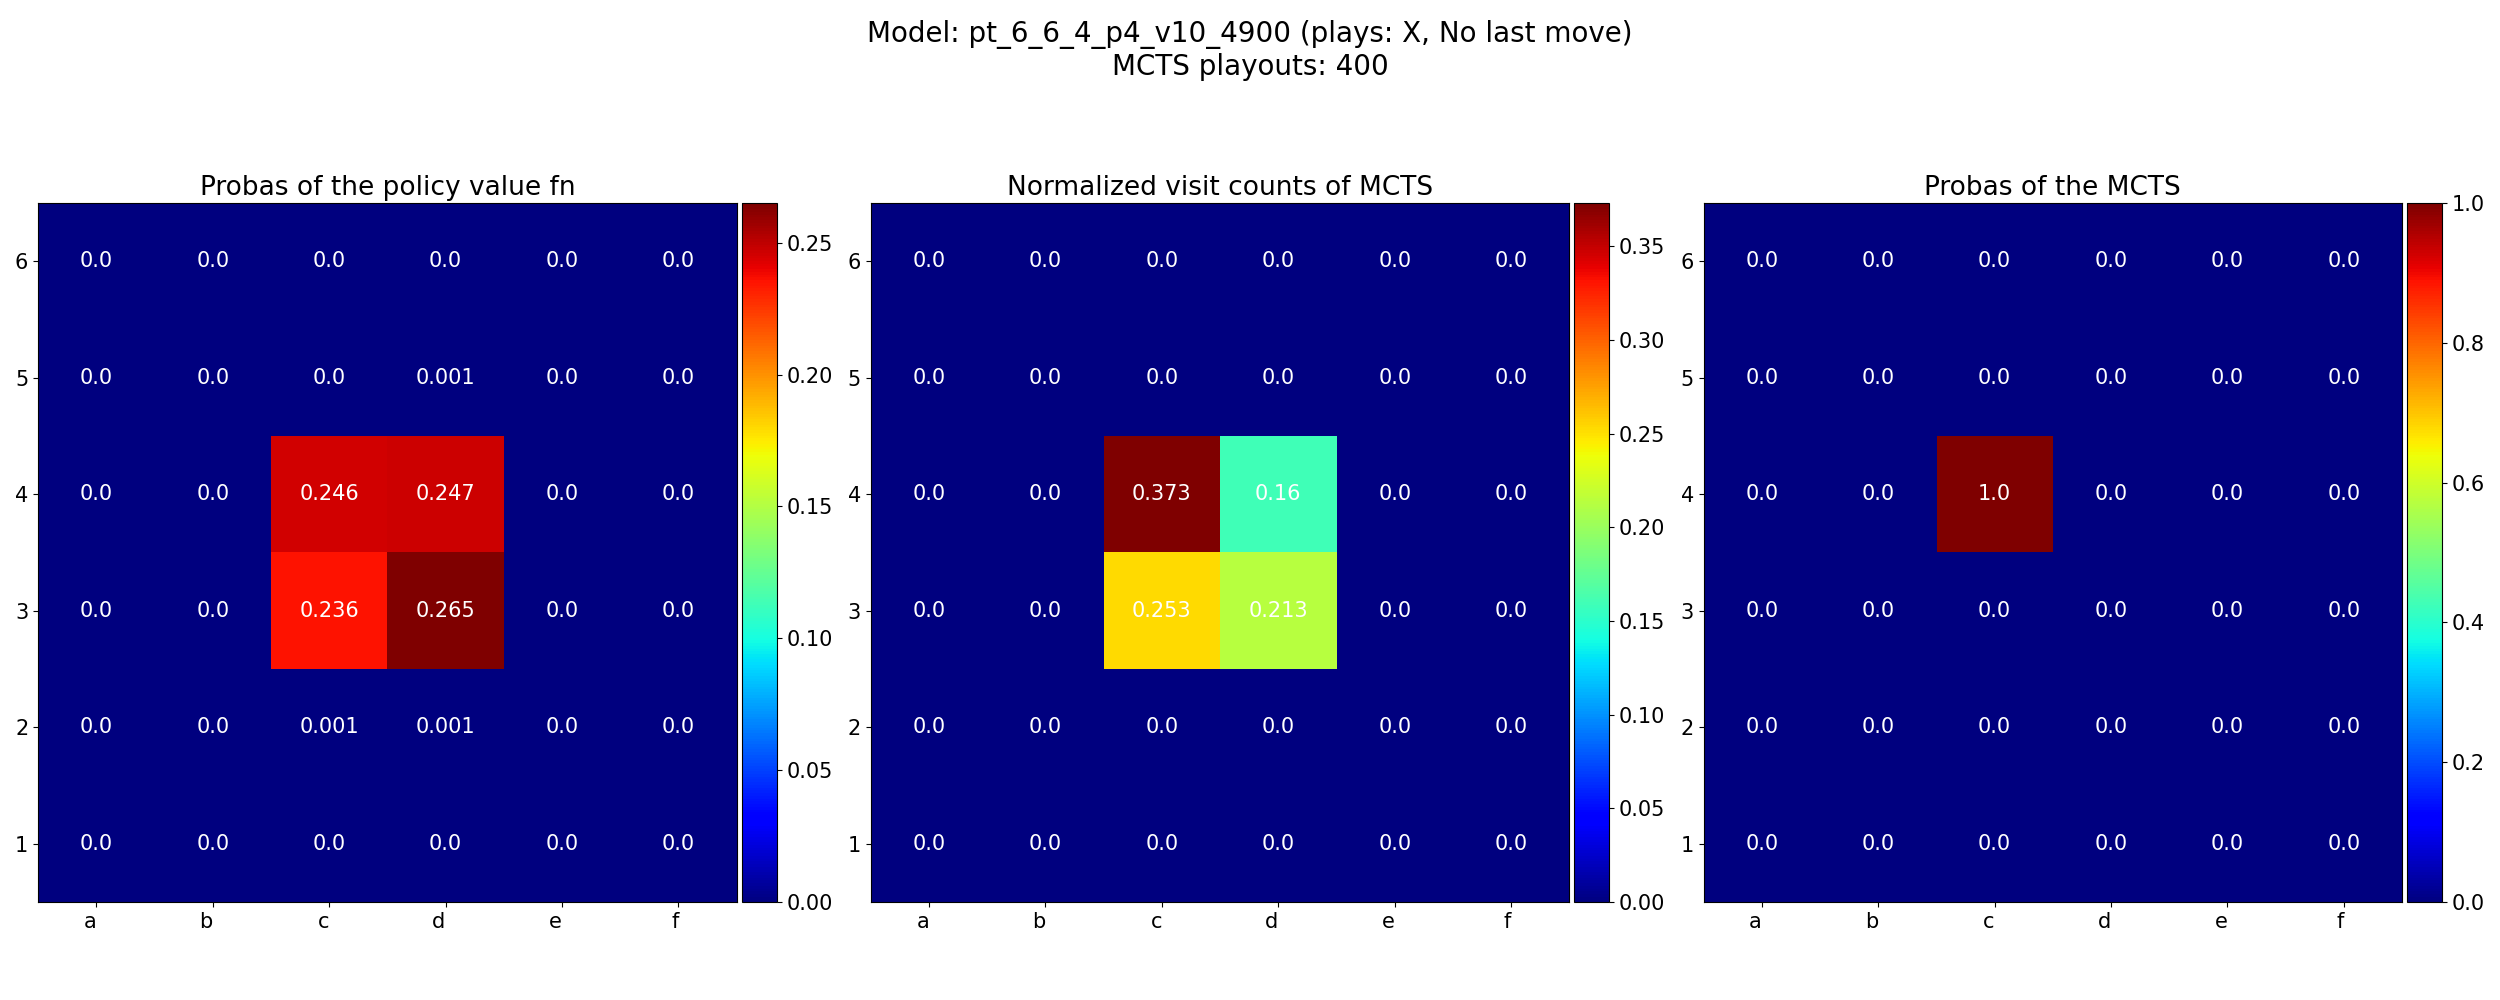 Model: pt_6_6_4_p4_v10_4900 (plays: X, No last move)
MCTS playouts: 400
Probas of the policy value fn
6 0.0 0.0 0.0 0.0 0.0 0.0
5 0.0 0.0 0.0 0.001 0.0 0.0
4 0.0 0.0 0.246 0.247 0.0 0.0
3 0.0 0.0 0.236 0.265 0.0 0.0
2 0.0 0.0 0.001 0.001 0.0 0.0
1 0.0 0.0 0.0 0.0 0.0 0.0
a b c d e f
0.25
0.20
0.15
0.10
0.05
0.00
Normalized visit counts of MCTS
6 0.0 0.0 0.0 0.0 0.0 0.0
5 0.0 0.0 0.0 0.0 0.0 0.0
4 0.0 0.0 0.373 0.16 0.0 0.0
3 0.0 0.0 0.253 0.213 0.0 0.0
2 0.0 0.0 0.0 0.0 0.0 0.0
1 0.0 0.0 0.0 0.0 0.0 0.0
a b c d e f
0.35
0.30
0.25
0.20
0.15
0.10
0.05
0.00
Probas of the MCTS
6 0.0 0.0 0.0 0.0 0.0 0.0
5 0.0 0.0 0.0 0.0 0.0 0.0
4 0.0 0.0 1.0 0.0 0.0 0.0
3 0.0 0.0 0.0 0.0 0.0 0.0
2 0.0 0.0 0.0 0.0 0.0 0.0
1 0.0 0.0 0.0 0.0 0.0 0.0
a b c d e f
1.0
0.8
0.6
0.4
0.2
0.0